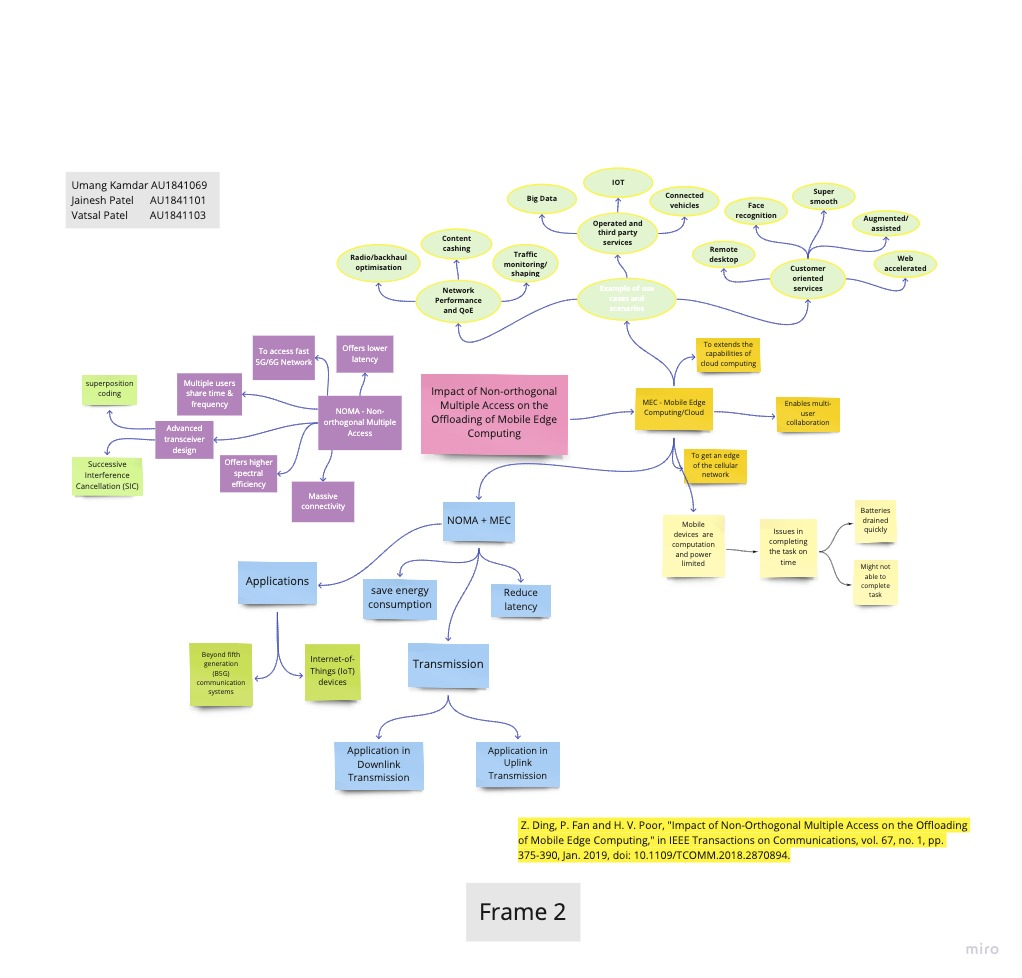 Umang Kamdar AU1841069
Jainesh Patel AU1841101
Vatsal Patel AU1841103
IOT
Big Data
Connected
vehicles
Operated and
third party
services
Super
smooth
Face
recognition
Augmented/
assisted
Remote
desktop
Web
accelerated
Customer
oriented
services
Content
cashing
Radio/backhaul
optimisation
Traffic
monitoring/
shaping
Network
Performance
and QoE
Example of use
cases and
scenarios
To access fast
5G/6G Network
Offers lower
latency
superposition
coding
Multiple users
share time &
frequency
NOMA - Non-
orthogonal Multiple
Access
Advanced
transceiver
design
Successive
Interference
Cancellation (SIC)
Offers higher
spectral
efficiency
Massive
connectivity
Impact of Non-orthogonal
Multiple Access on the
Offloading of Mobile Edge
Computing
To extends the
capabilities of
cloud computing
MEC - Mobile Edge
Computing/Cloud
Enables multi-
user
collaboration
To get an edge
of the cellular
network
NOMA + MEC
Mobile
devices are
computation
and power
limited
Issues in
completing
the task on
time
Batteries
drained
quickly
Might not
able to
complete
task
Applications
save energy
consumption
Reduce
latency
Beyond fifth
generation
(B5G)
communication
systems
Internet-of-
Things (IoT)
devices
Transmission
Application in
Downlink
Transmission
Application in
Uplink
Transmission
Z. Ding, P. Fan and H. V. Poor, "Impact of Non-Orthogonal Multiple Access on the Offloading
of Mobile Edge Computing," in IEEE Transactions on Communications, vol. 67, no. 1, pp.
375-390, Jan. 2019, doi: 10.1109/TCOMM.2018.2870894.
Frame 2
miro